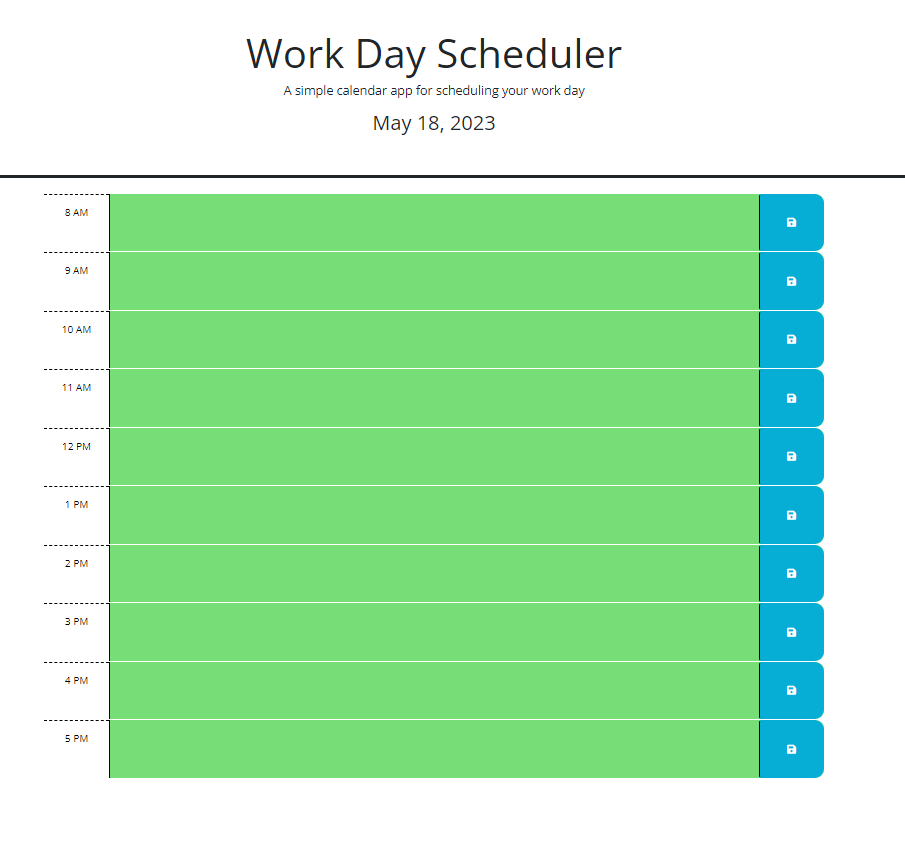 Work Day Scheduler
A simple calendar app for scheduling your work day
May 18, 2023
8 AM
9 AM
10 AM
11 AM
12 PM
1 PM
2 PM
3 PM
4 PM
5 PM